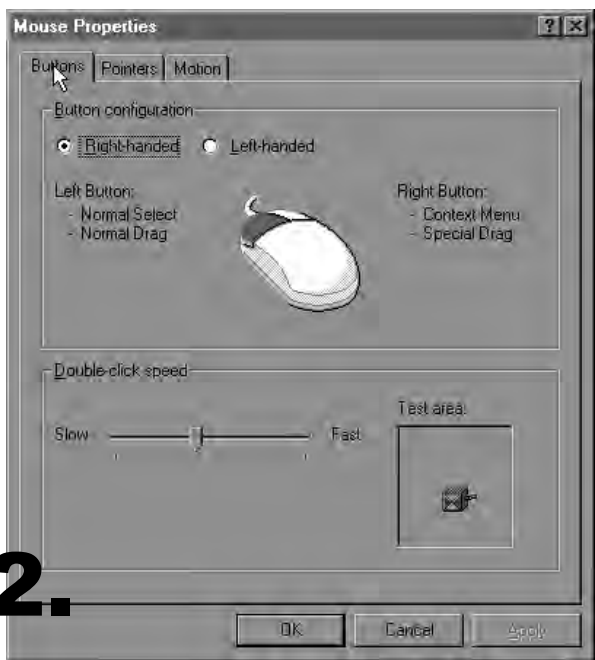 Mouse Properties
Buttons Pointers Motion
Button configuration
Right-handed Left-handed
Left Button: Right Button:
- Normal Select - Context Menu
- Normal Drag - Special Drag
Double-click speed
Test area:
Slow Fast
2.
OK Cancel Apply